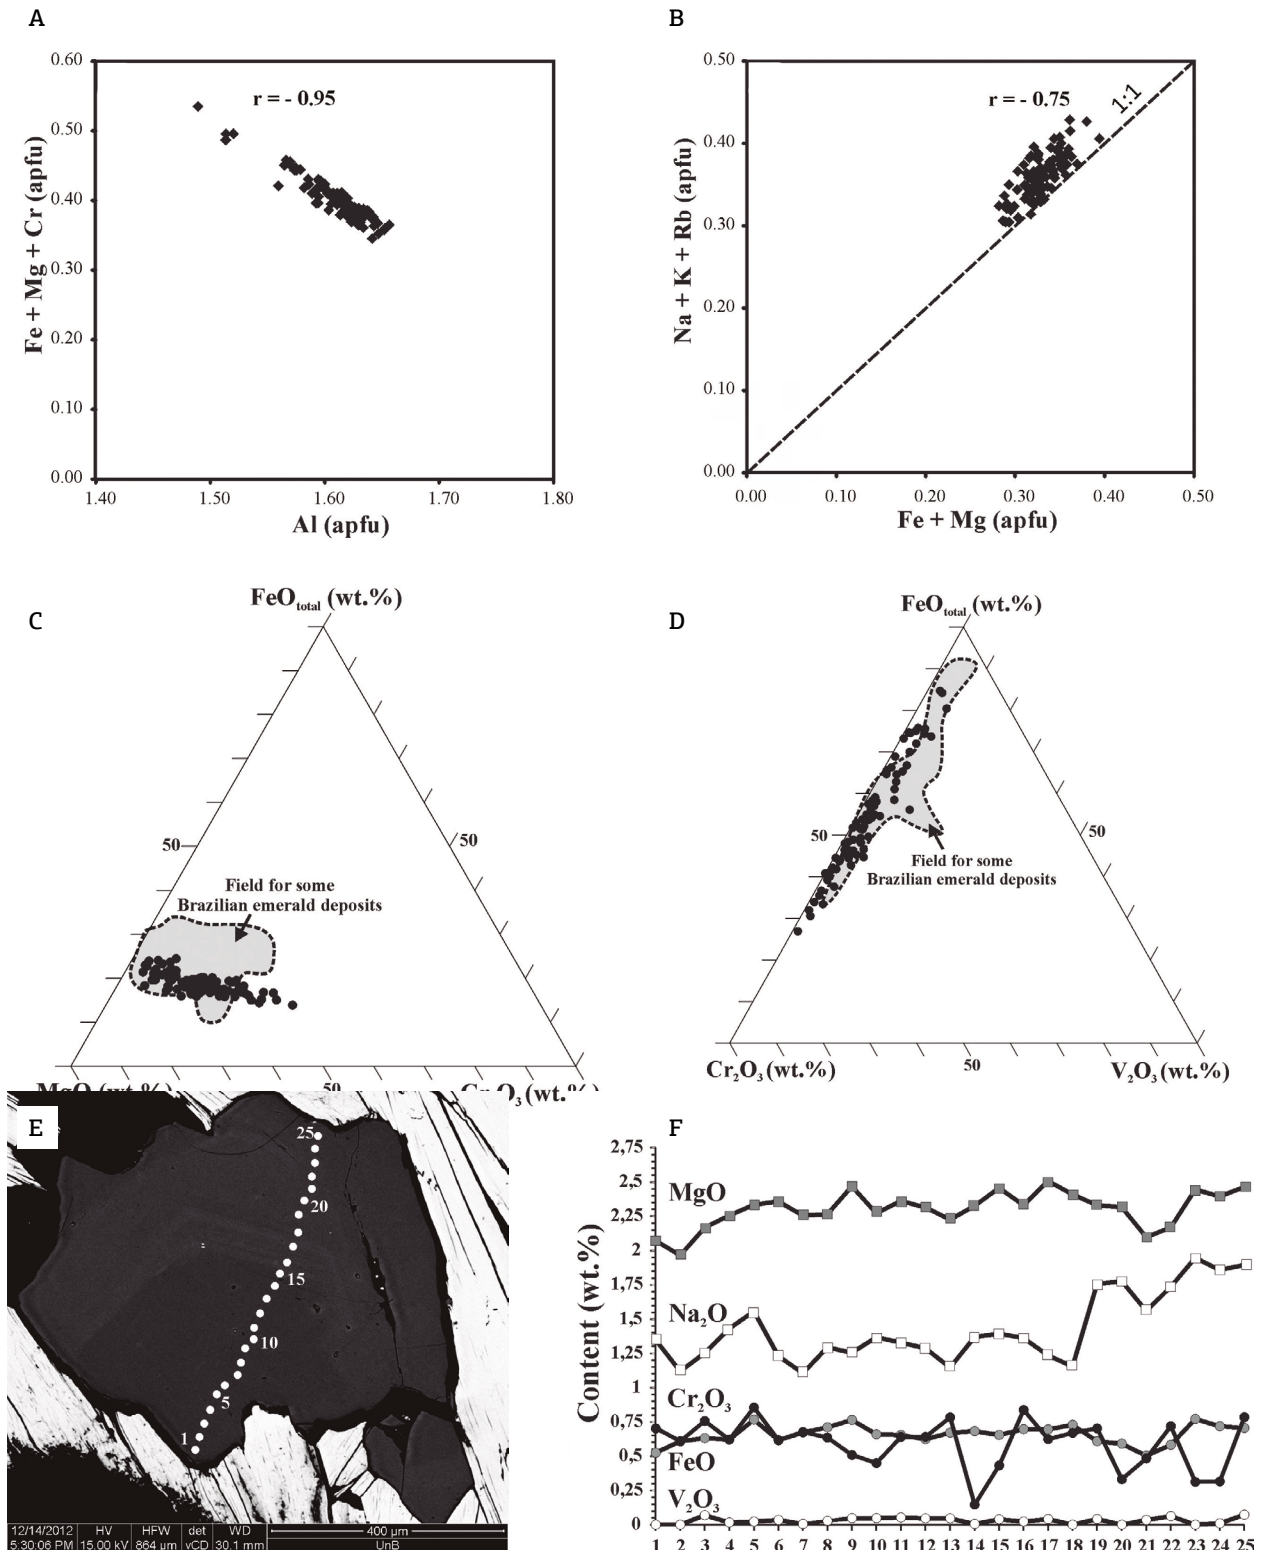 A
0.60
0.50
0.40
0.30
0.20
0.10
0.00
r = - 0.95
Fe + Mg + Cr (apfu)
1.40 1.50 1.60 1.70 1.80
Al (apfu)
B
0.50
0.40
0.30
0.20
0.10
0.00
r = - 0.75
1:1
Na + K + Rb (apfu)
0.00 0.10 0.20 0.30 0.40 0.50
Fe + Mg (apfu)
C
FeOtotal (wt.%)
50
50
Field for some
Brazilian emerald deposits
MgO (wt.%) 50 Cr2O3 (wt.%)
D
FeOtotal (wt.%)
50
50
Field for some
Brazilian emerald deposits
50
Cr2O3 (wt.%) V2O3 (wt.%)
E
25
20
15
10
5
1
12/14/2012 HV HFW det WD 400 µm
5:30:06 PM 15.00 kV 864 µm vCD 30.1 mm UnB
F
2,75
2,5
2,25
2
1,75
1,5
1,25
1
0,75
0,5
0,25
0
Content (wt.%)
MgO
Na2O
Cr2O3
FeO
V2O3
1 2 3 4 5 6 7 8 9 10 11 12 13 14 15 16 17 18 19 20 21 22 23 24 25